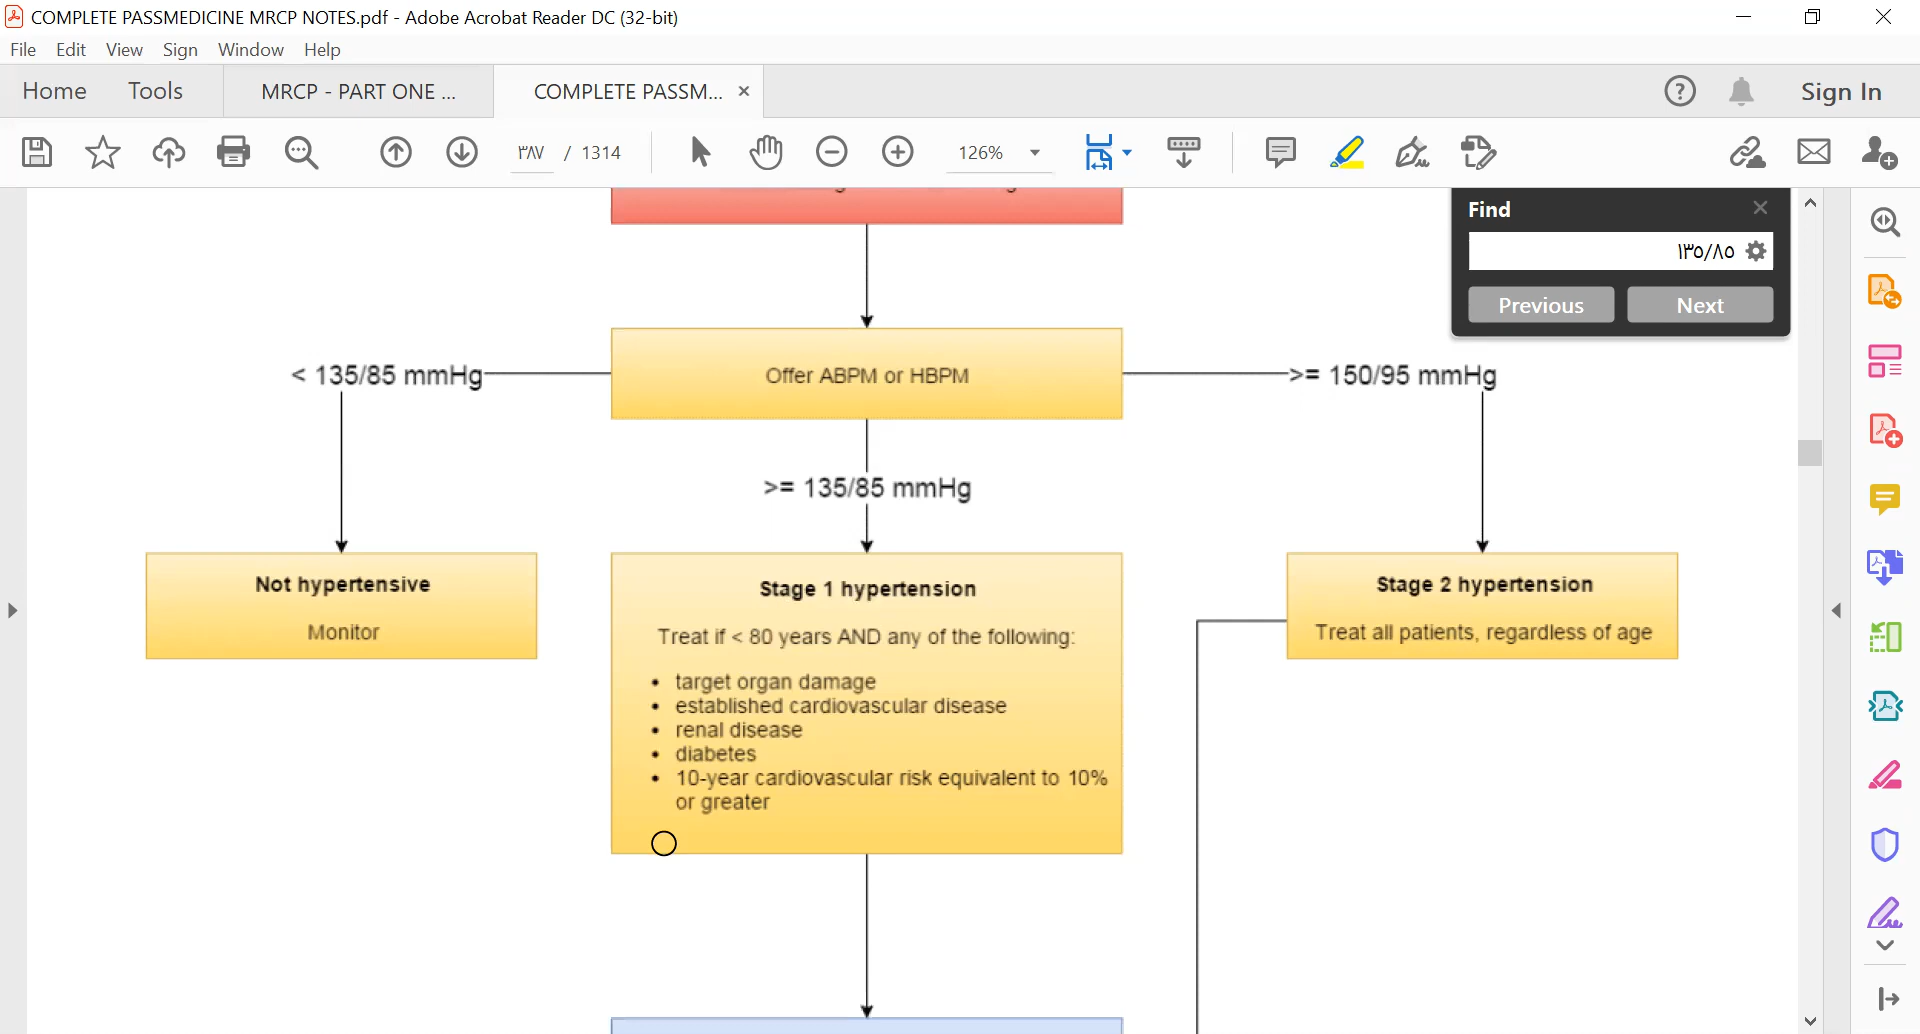 COMPLETE PASSMEDICINE MRCP NOTES.pdf - Adobe Acrobat Reader DC (32-bit)
File Edit View Sign Window Help
Home Tools MRCP - PART ONE ... COMPLETE PASSM... × Sign In
٣٨٧ / 1314 126%
Find
١٣٥/٨٥
Previous Next
< 135/85 mmHg
Offer ABPM or HBPM
>= 150/95 mmHg
>= 135/85 mmHg
Not hypertensive
Monitor
Stage 1 hypertension
Treat if < 80 years AND any of the following:
• target organ damage
• established cardiovascular disease
• renal disease
• diabetes
• 10-year cardiovascular risk equivalent to 10%
or greater
Stage 2 hypertension
Treat all patients, regardless of age